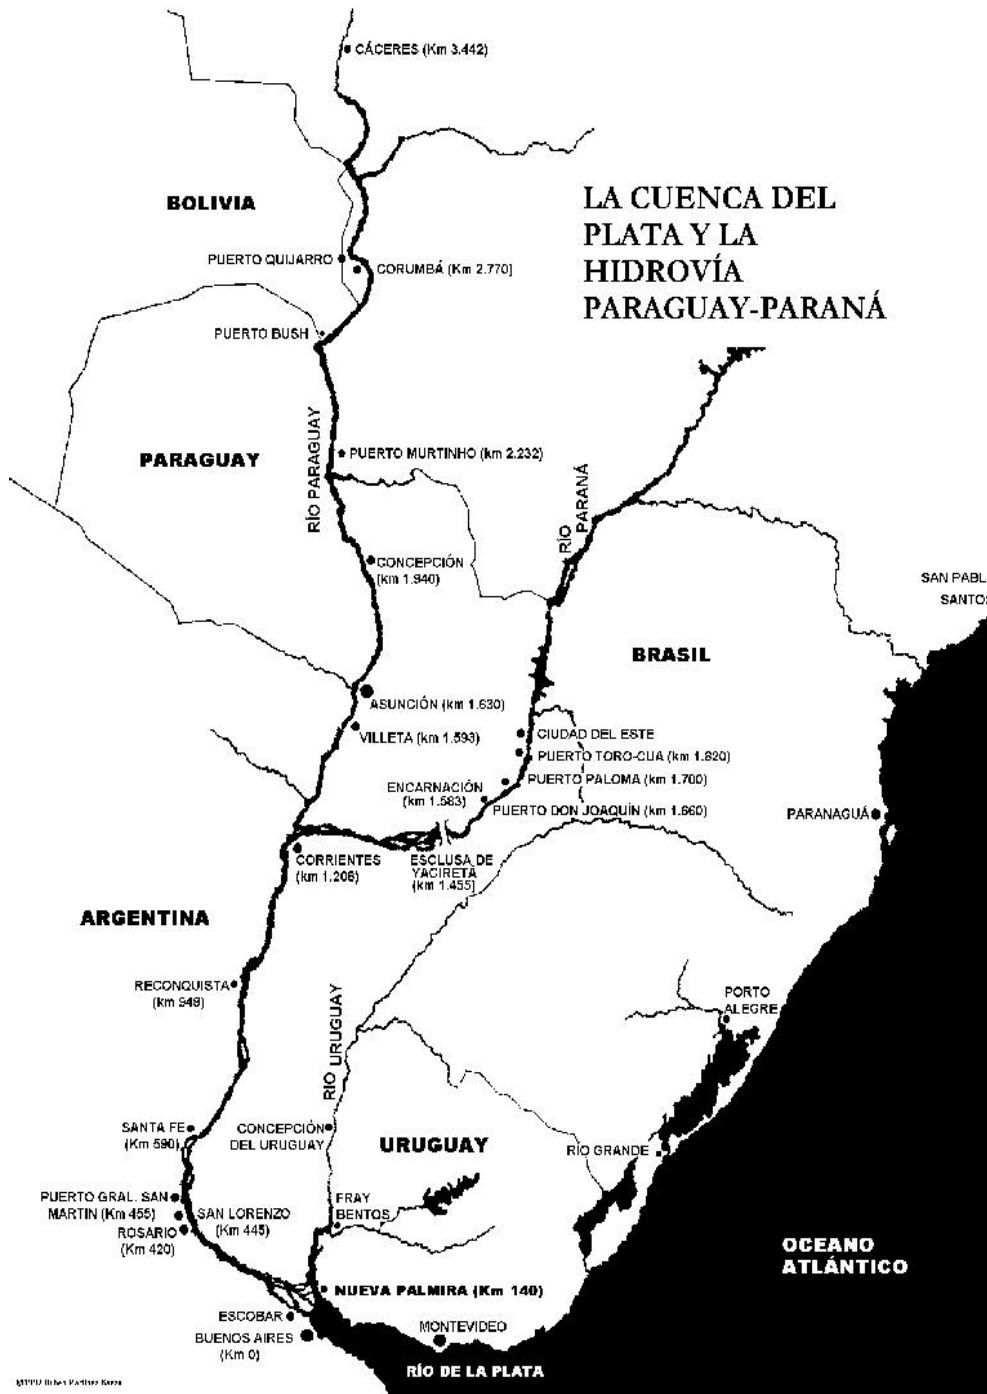 CÁCERES (Km 3.442)
BOLIVIA
LA CUENCA DEL
PLATA Y LA
HIDROVÍA
PARAGUAY-PARANÁ
PUERTO QUIJARRO
CORUMBÁ (Km 2.770)
PUERTO BUSH
RÍO PARAGUAY
PARAGUAY
PUERTO MURTINHO (km 2.232)
RÍO
PARANÁ
CONCEPCIÓN
(km 1.940)
SAN PABL
SANTOS
BRASIL
ASUNCIÓN (km 1.630)
VILLETA (km 1.593)
CIUDAD DEL ESTE
PUERTO TORO-CUA (km 1.820)
PUERTO PALOMA (km 1.700)
ENCARNACIÓN
(km 1.583)
PUERTO DON JOAQUÍN (km 1.660)
PARANAGUÁ
CORRIENTES
(km 1.206)
ESCLUSA DE
YACIRETÁ
(km 1.455)
ARGENTINA
RECONQUISTA
(km 949)
RÍO
URUGUAY
PORTO
ALEGRE
SANTA FE
(Km 590)
CONCEPCIÓN
DEL URUGUAY
URUGUAY
RÍO GRANDE
PUERTO GRAL. SAN
MARTIN (Km 455)
SAN LORENZO
(Km 445)
ROSARIO
(Km 420)
FRAY
BENTOS
OCEANO
ATLÁNTICO
NUEVA PALMIRA (Km 140)
ESCOBAR
BUENOS AIRES
(Km 0)
MONTEVIDEO
RÍO DE LA PLATA